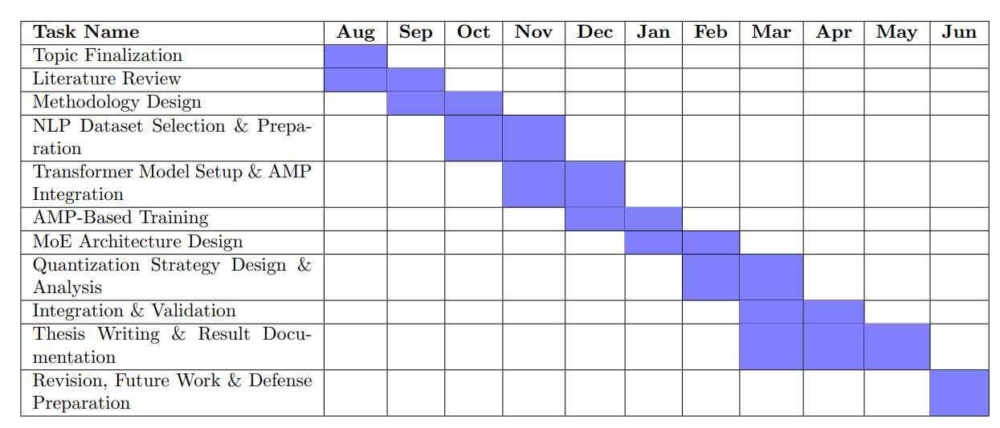 Task Name Aug Sep Oct Nov Dec Jan Feb Mar Apr May Jun
Topic Finalization
Literature Review
Methodology Design
NLP Dataset Selection & Prepa-
ration
Transformer Model Setup & AMP
Integration
AMP-Based Training
MoE Architecture Design
Quantization Strategy Design &
Analysis
Integration & Validation
Thesis Writing & Result Docu-
mentation
Revision, Future Work & Defense
Preparation